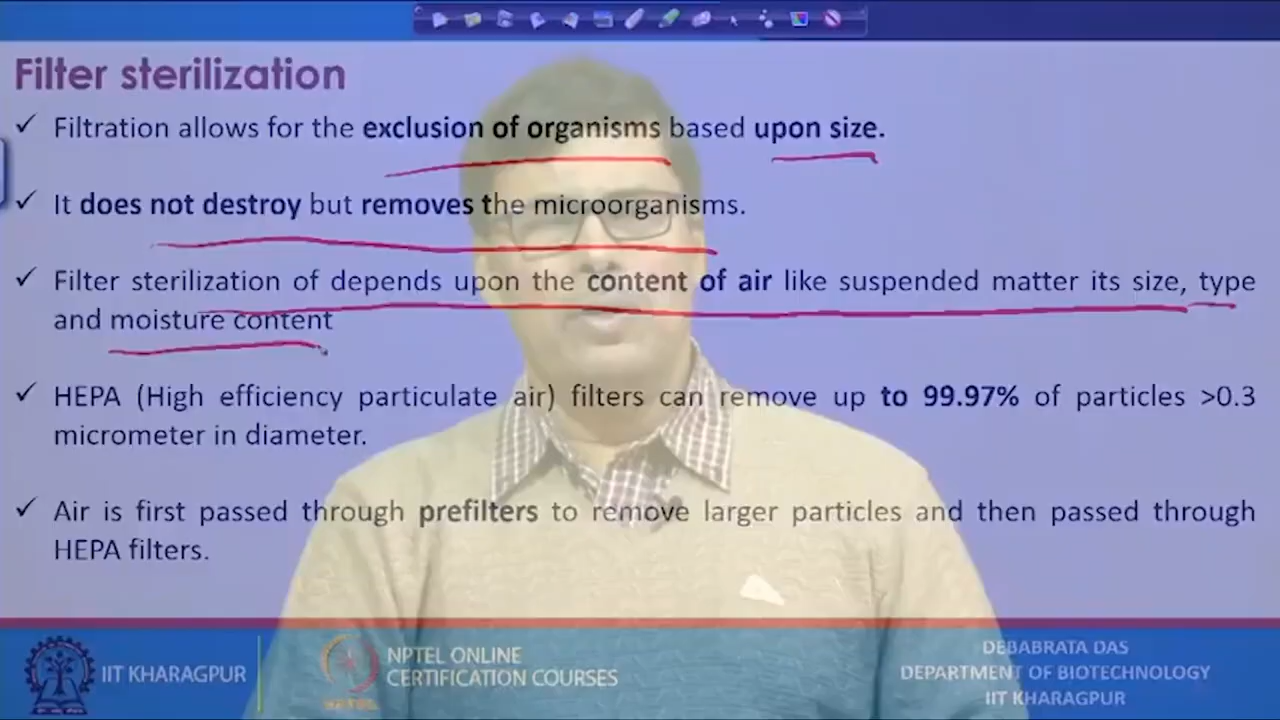 Filter sterilization
✓ Filtration allows for the exclusion of organisms based upon size.
✓ It does not destroy but removes the microorganisms.
✓ Filter sterilization of depends upon the content of air like suspended matter its size, type
and moisture content
✓ HEPA (High efficiency particulate air) filters can remove up to 99.97% of particles >0.3
micrometer in diameter.
✓ Air is first passed through prefilters to remove larger particles and then passed through
HEPA filters.
IIT KHARAGPUR
NPTEL ONLINE
CERTIFICATION COURSES
DEBABRATA DAS
DEPARTMENT OF BIOTECHNOLOGY
IIT KHARAGPUR